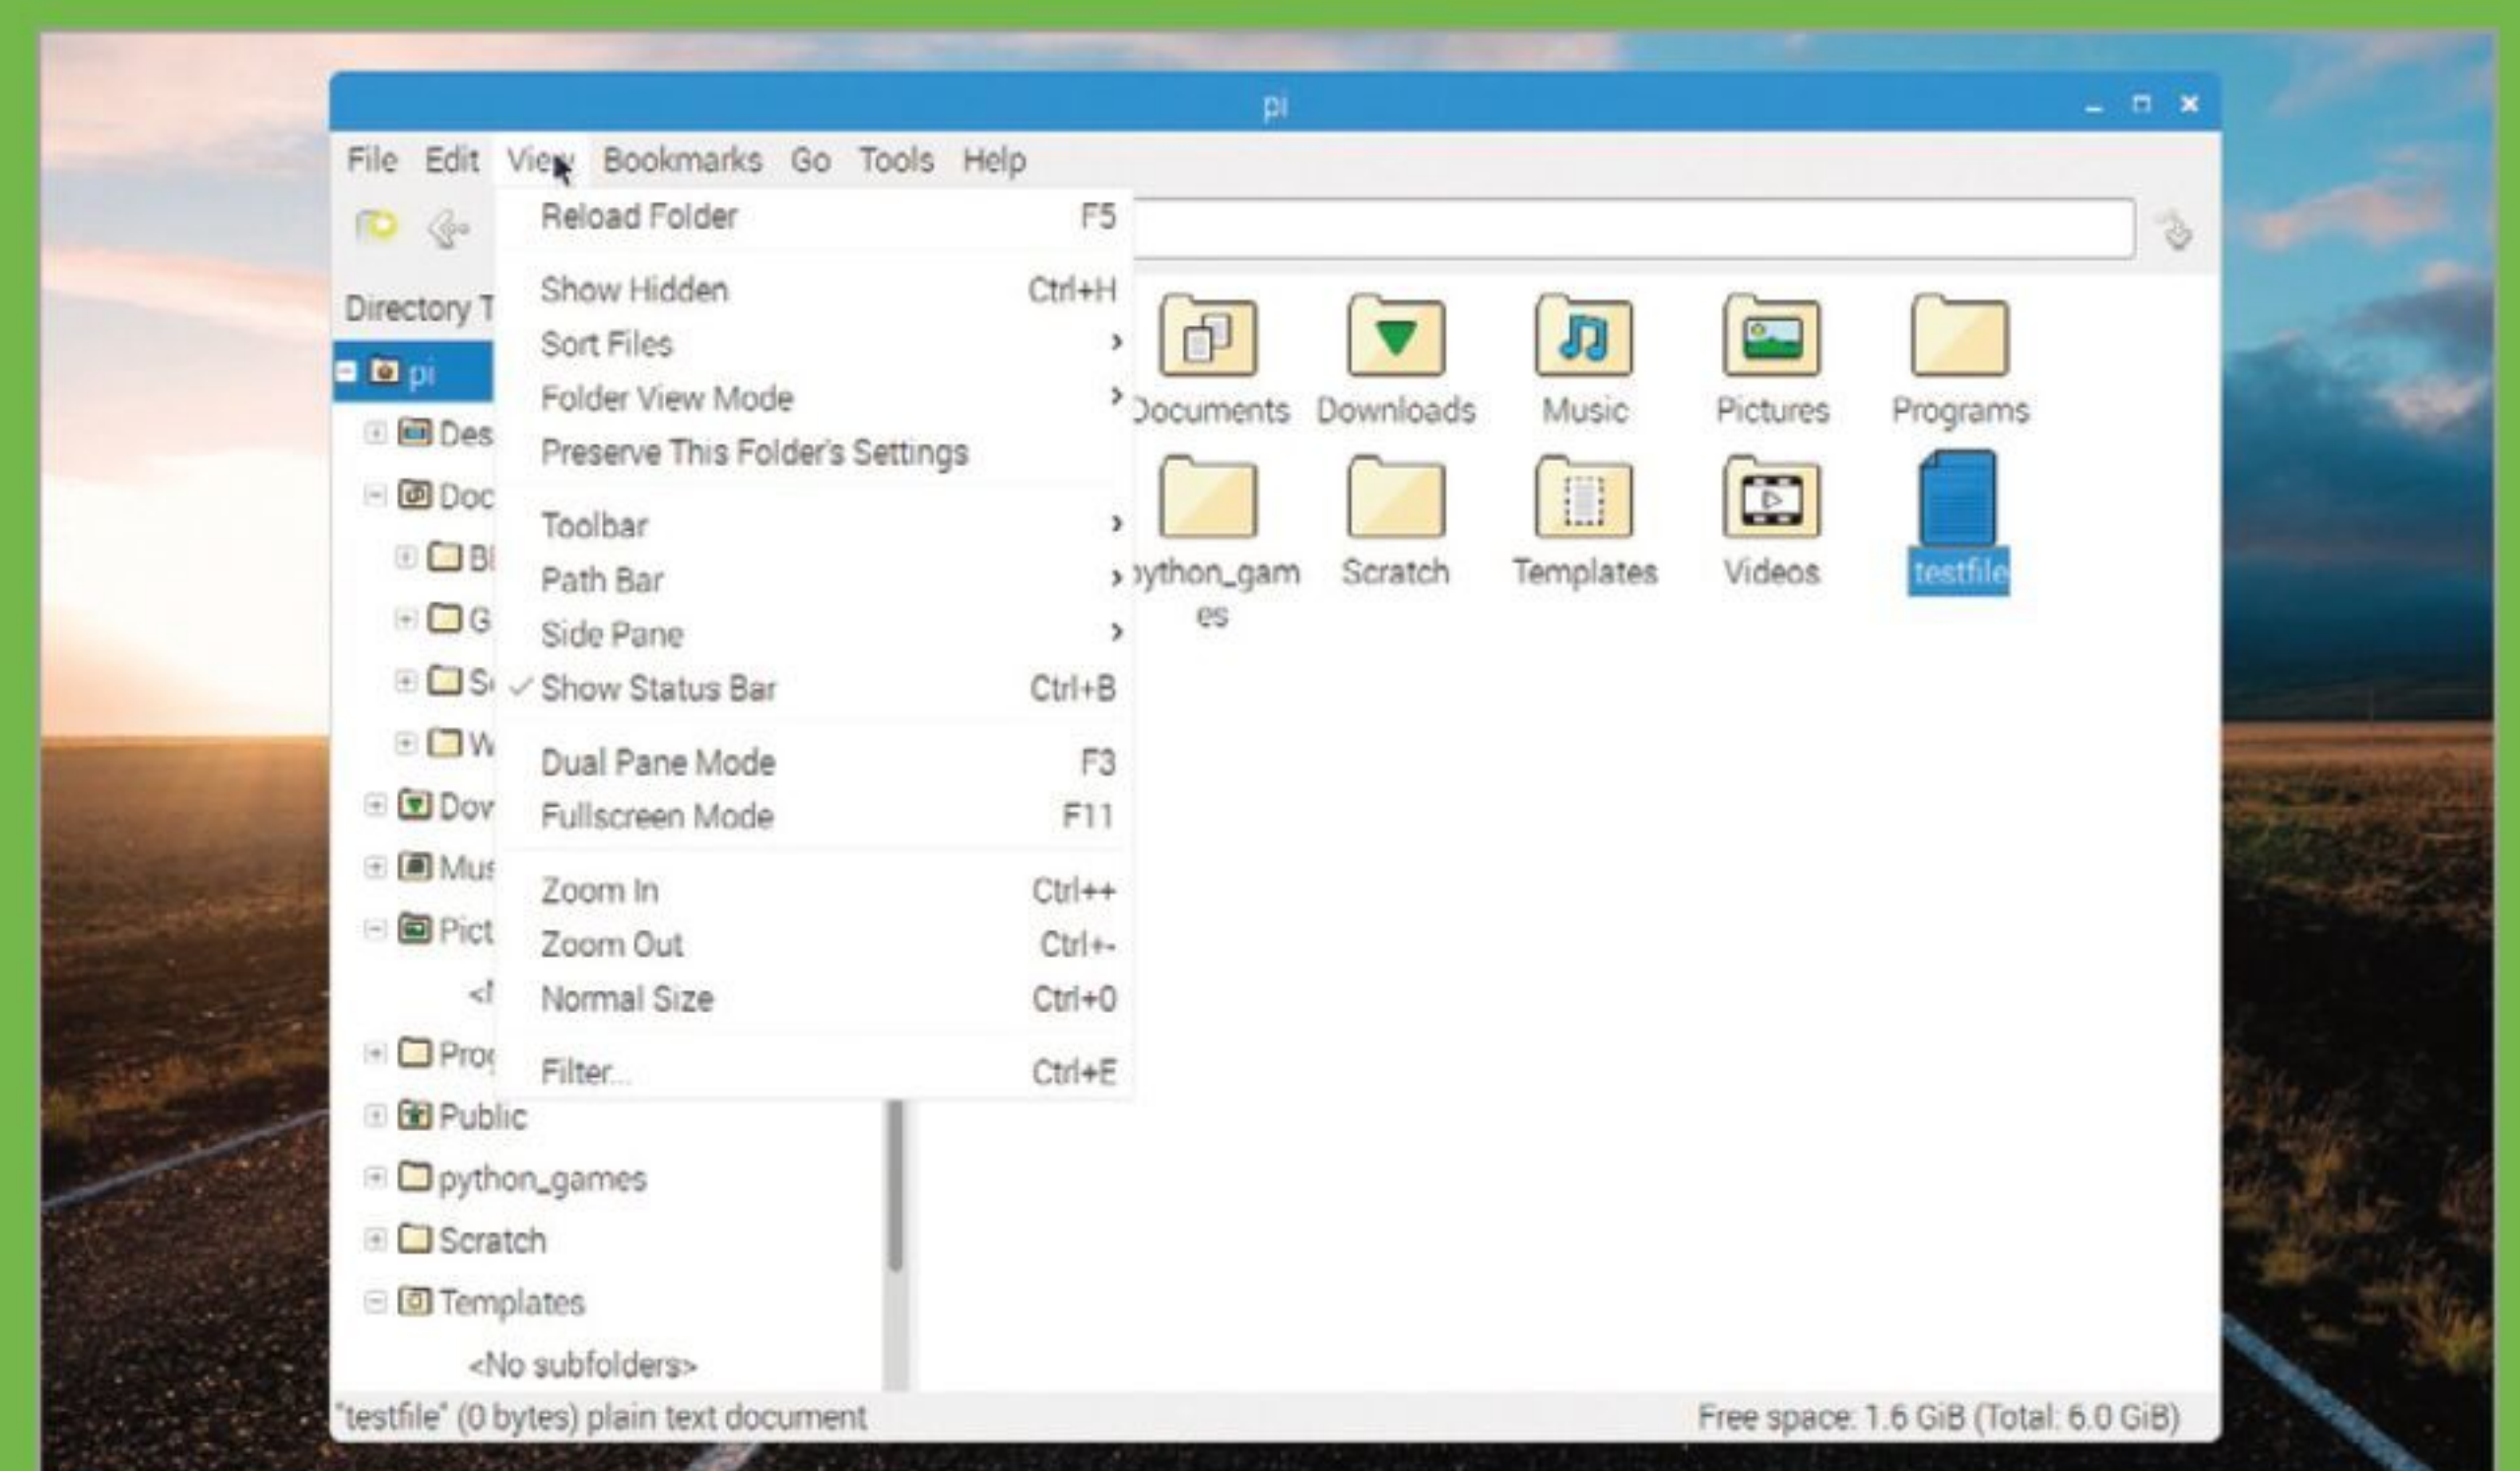 pi
File Edit View Bookmarks Go Tools Help
Reload Folder F5
Show Hidden Ctrl+H
Sort Files
Folder View Mode
Preserve This Folder's Settings
Toolbar
Path Bar
Side Pane
Show Status Bar Ctrl+B
Dual Pane Mode F3
Fullscreen Mode F11
Zoom In Ctrl++
Zoom Out Ctrl+-
Normal Size Ctrl+0
Filter... Ctrl+E
Directory T
pi
Des
Doc
G
W
Dov
Mus
Pict
Prog
Public
python_games
Scratch
Templates
<No subfolders>
Documents Downloads Music Pictures Programs
ython_gam Scratch Templates Videos testfile
es
"testfile" (0 bytes) plain text document Free space: 1.6 GiB (Total: 6.0 GiB)